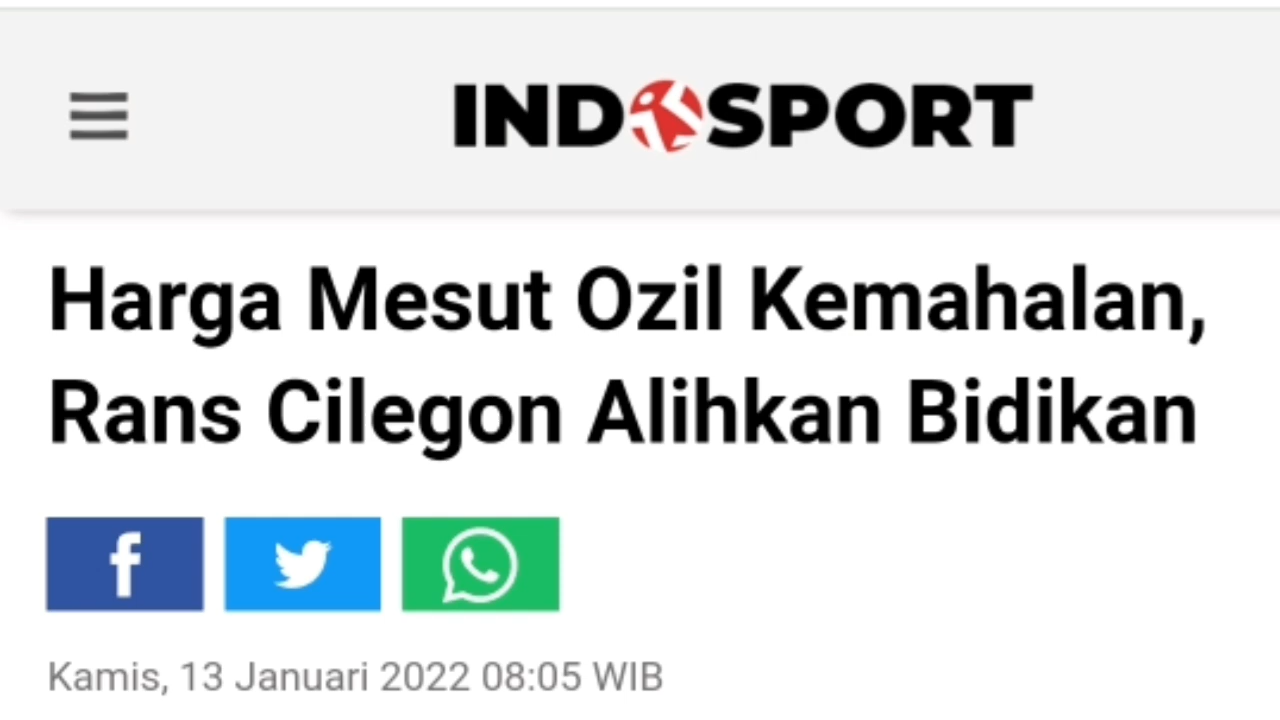 INDOSPORT
Harga Mesut Ozil Kemahalan,
Rans Cilegon Alihkan Bidikan
Kamis, 13 Januari 2022 08:05 WIB